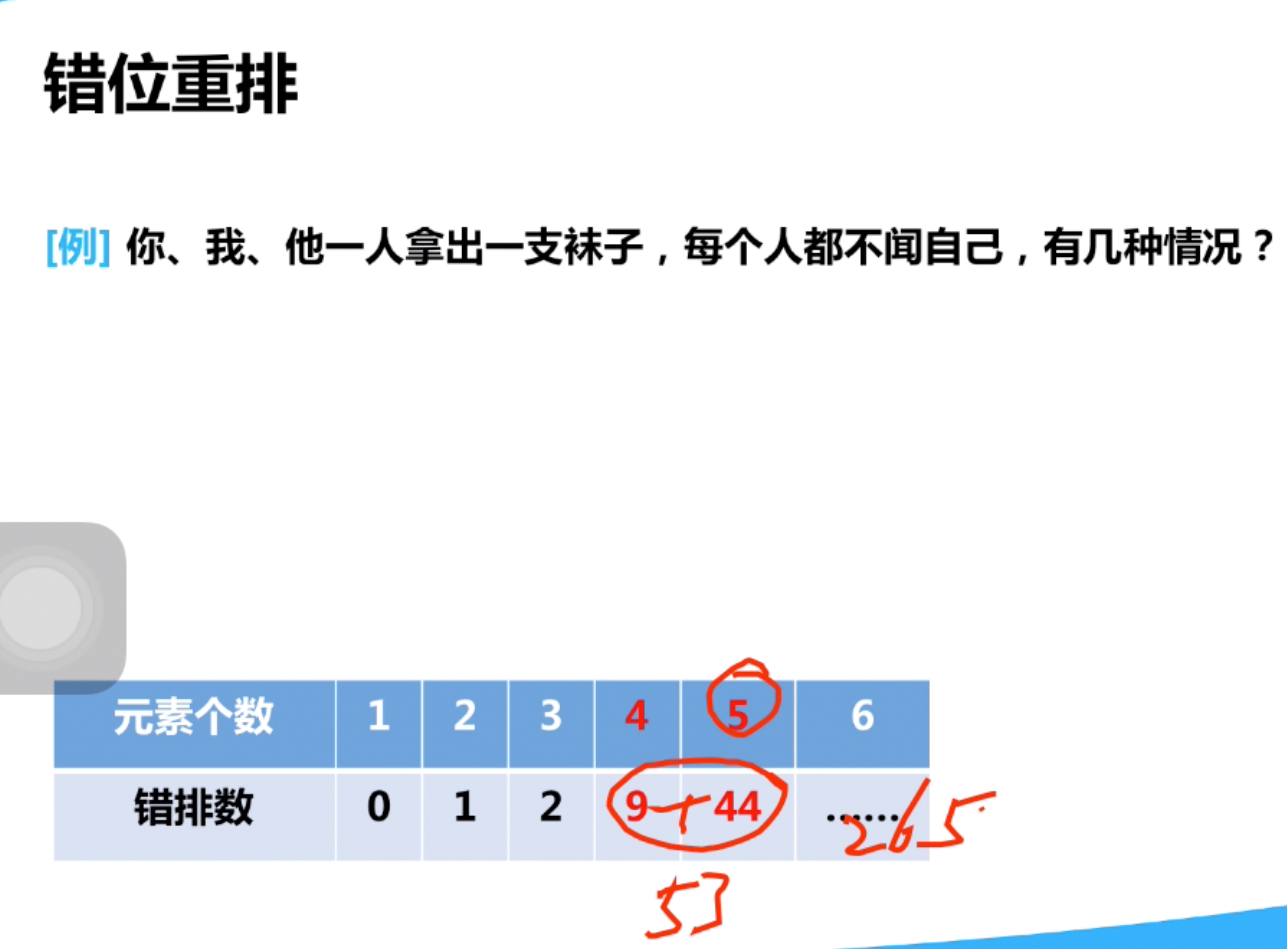 错位重排
[例] 你、我、他一人拿出一支袜子，每个人都不闻自己，有几种情况？
元素个数 1 2 3 4 5 6
错排数 0 1 2 9+44 …… 265
53